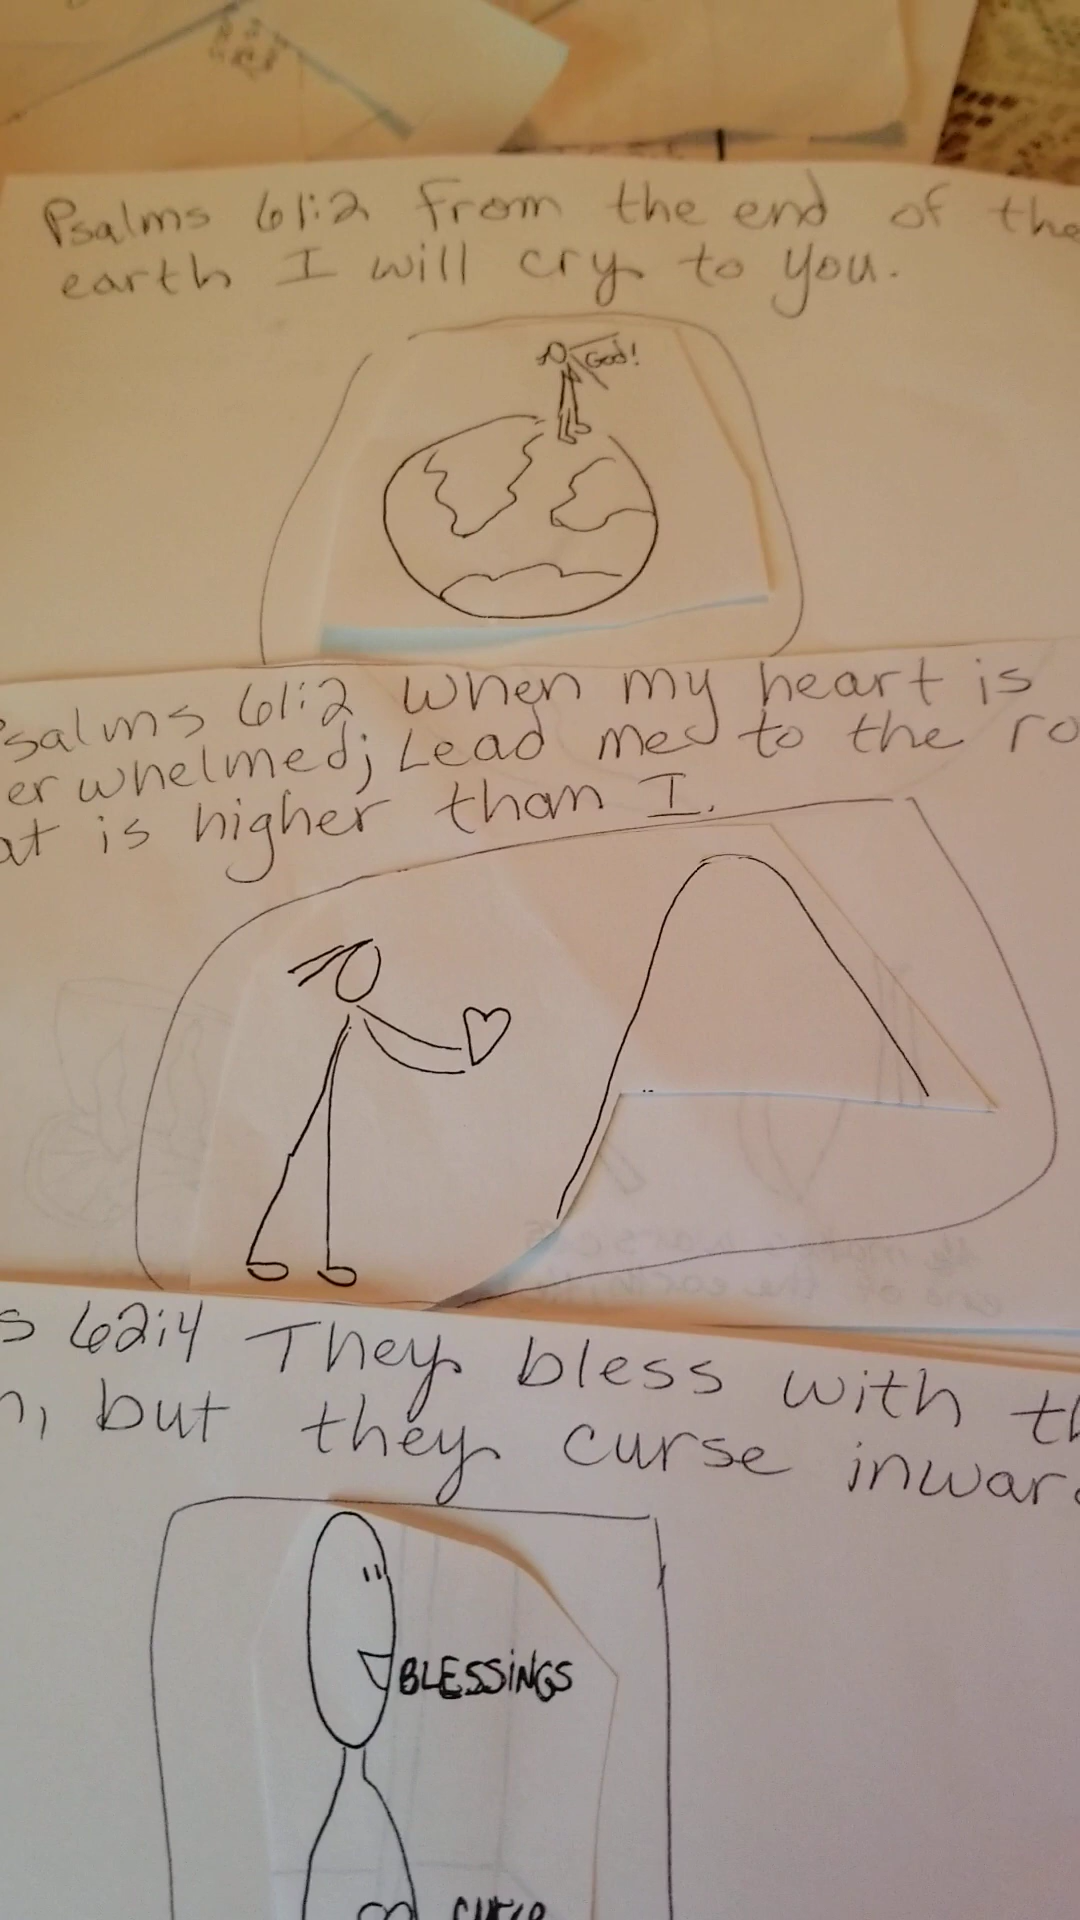 Psalms 61:2 From the end of the
earth I will cry to you.
God!
Psalms 61:2 When my heart is
erwhelmed; Lead me to the ro
at is higher than I.
s 62:4 They bless with th
h, but they curse inward
BLESSINGS